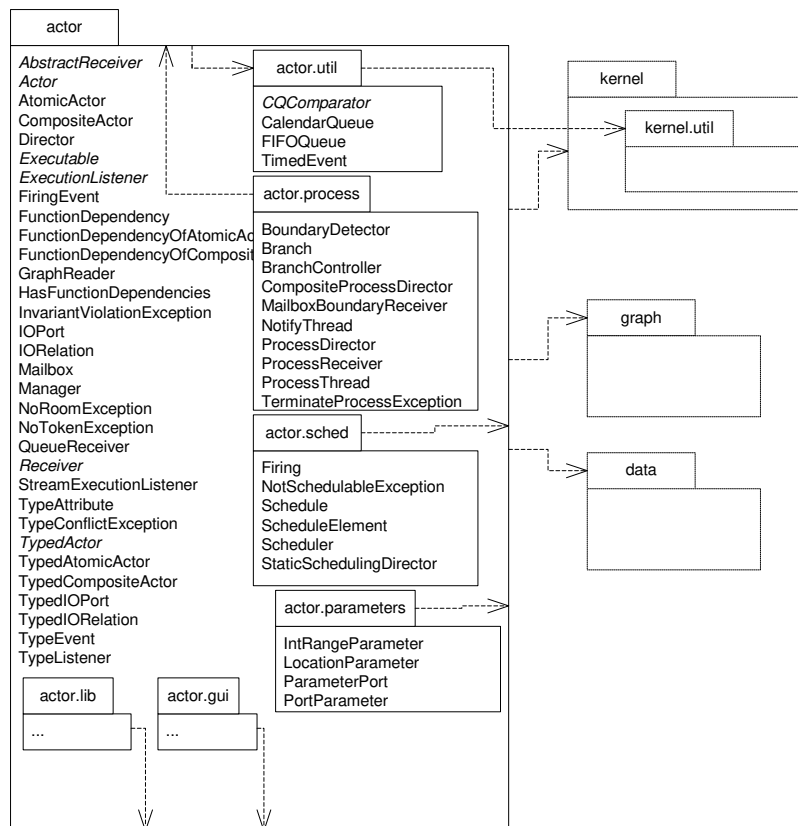 actor
AbstractReceiver
Actor
AtomicActor
CompositeActor
Director
Executable
ExecutionListener
FiringEvent
FunctionDependency
FunctionDependencyOfAtomicAc
FunctionDependencyOfComposit
GraphReader
HasFunctionDependencies
InvariantViolationException
IOPort
IORelation
Mailbox
Manager
NoRoomException
NoTokenException
QueueReceiver
Receiver
StreamExecutionListener
TypeAttribute
TypeConflictException
TypedActor
TypedAtomicActor
TypedCompositeActor
TypedIOPort
TypedIORelation
TypeEvent
TypeListener
actor.lib
...
actor.gui
...
actor.util
CQComparator
CalendarQueue
FIFOQueue
TimedEvent
actor.process
BoundaryDetector
Branch
BranchController
CompositeProcessDirector
MailboxBoundaryReceiver
NotifyThread
ProcessDirector
ProcessReceiver
ProcessThread
TerminateProcessException
actor.sched
Firing
NotSchedulableException
Schedule
ScheduleElement
Scheduler
StaticSchedulingDirector
actor.parameters
IntRangeParameter
LocationParameter
ParameterPort
PortParameter
kernel
kernel.util
graph
data